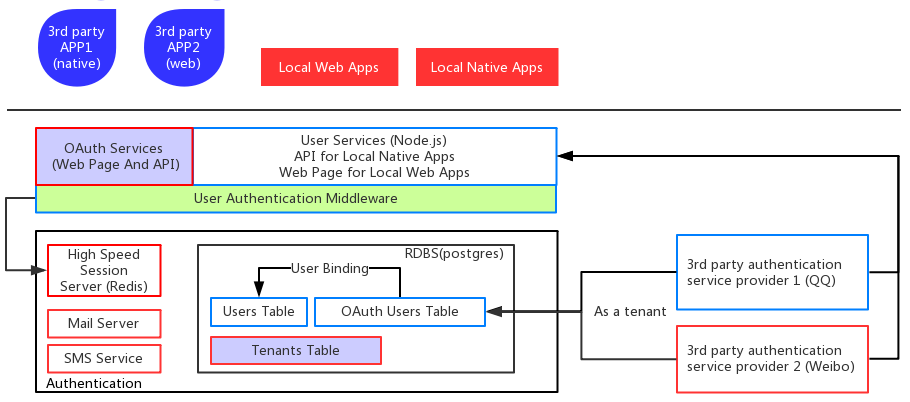 3rd party
APP1
(native)
3rd party
APP2
(web)
Local Web Apps
Local Native Apps
OAuth Services
(Web Page And API)
User Services (Node.js)
API for Local Native Apps
Web Page for Local Web Apps
User Authentication Middleware
High Speed
Session
Server (Redis)
Mail Server
SMS Service
Authentication
RDBS(postgres)
User Binding
Users Table
OAuth Users Table
Tenants Table
As a tenant
3rd party authentication
service provider 1 (QQ)
3rd party authentication
service provider 2 (Weibo)